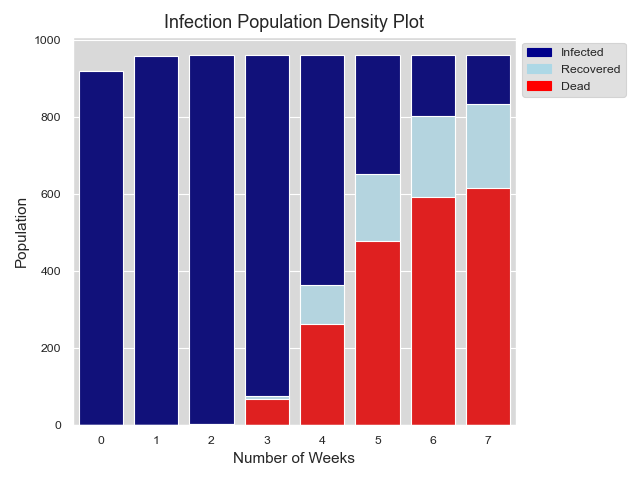 Infection Population Density Plot
Infected
Recovered
Dead
1000
800
600
400
200
0
Population
0 1 2 3 4 5 6 7
Number of Weeks